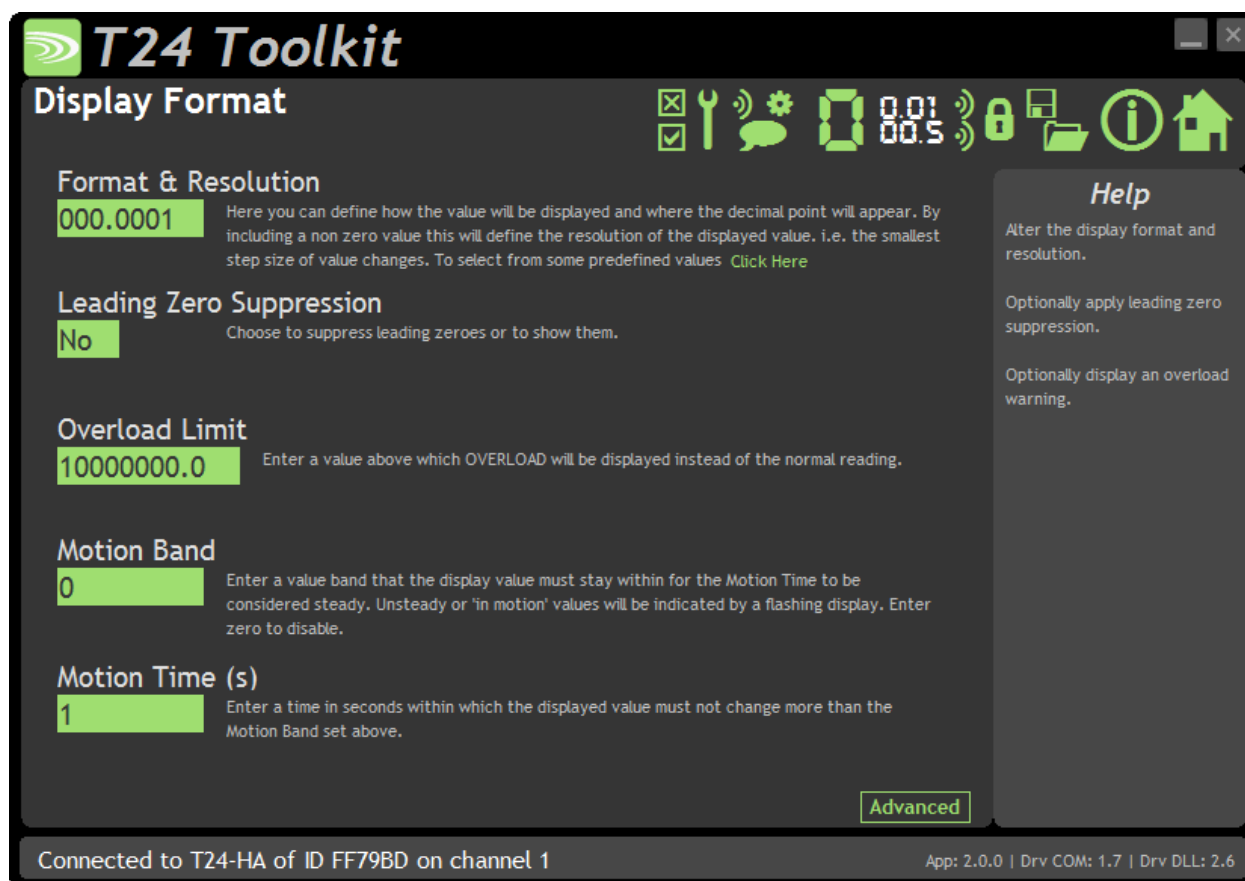 T24 Toolkit
Display Format
0.01
00.5
Format & Resolution
000.0001
Here you can define how the value will be displayed and where the decimal point will appear. By
including a non zero value this will define the resolution of the displayed value. i.e. the smallest
step size of value changes. To select from some predefined values Click Here
Leading Zero Suppression
No
Choose to suppress leading zeroes or to show them.
Overload Limit
10000000.0
Enter a value above which OVERLOAD will be displayed instead of the normal reading.
Motion Band
0
Enter a value band that the display value must stay within for the Motion Time to be
considered steady. Unsteady or 'in motion' values will be indicated by a flashing display. Enter
zero to disable.
Motion Time (s)
1
Enter a time in seconds within which the displayed value must not change more than the
Motion Band set above.
Advanced
Help
Alter the display format and
resolution.
Optionally apply leading zero
suppression.
Optionally display an overload
warning.
Connected to T24-HA of ID FF79BD on channel 1
App: 2.0.0 | Drv COM: 1.7 | Drv DLL: 2.6